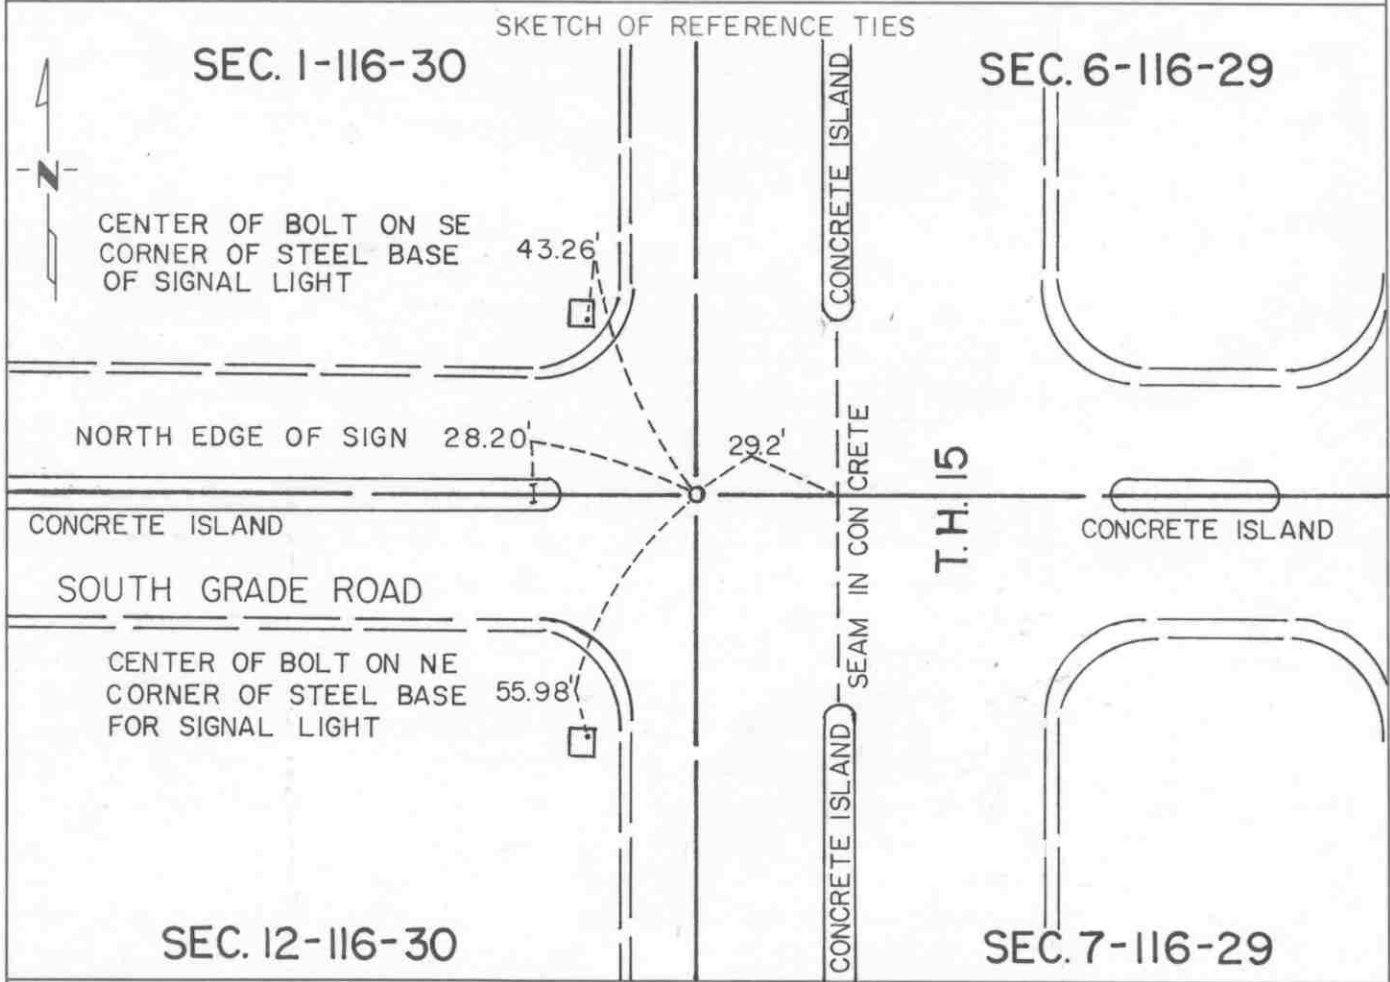 SKETCH OF REFERENCE TIES
SEC. 1-116-30
SEC. 6-116-29
N
CONCRETE ISLAND
CENTER OF BOLT ON SE
CORNER OF STEEL BASE
OF SIGNAL LIGHT
43.26'
NORTH EDGE OF SIGN 28.20'
29.2'
SEAM IN CON CRETE
T.H. 15
CONCRETE ISLAND
CONCRETE ISLAND
SOUTH GRADE ROAD
CENTER OF BOLT ON NE
CORNER OF STEEL BASE
FOR SIGNAL LIGHT
55.98'
CONCRETE ISLAND
SEC. 12-116-30
SEC. 7-116-29